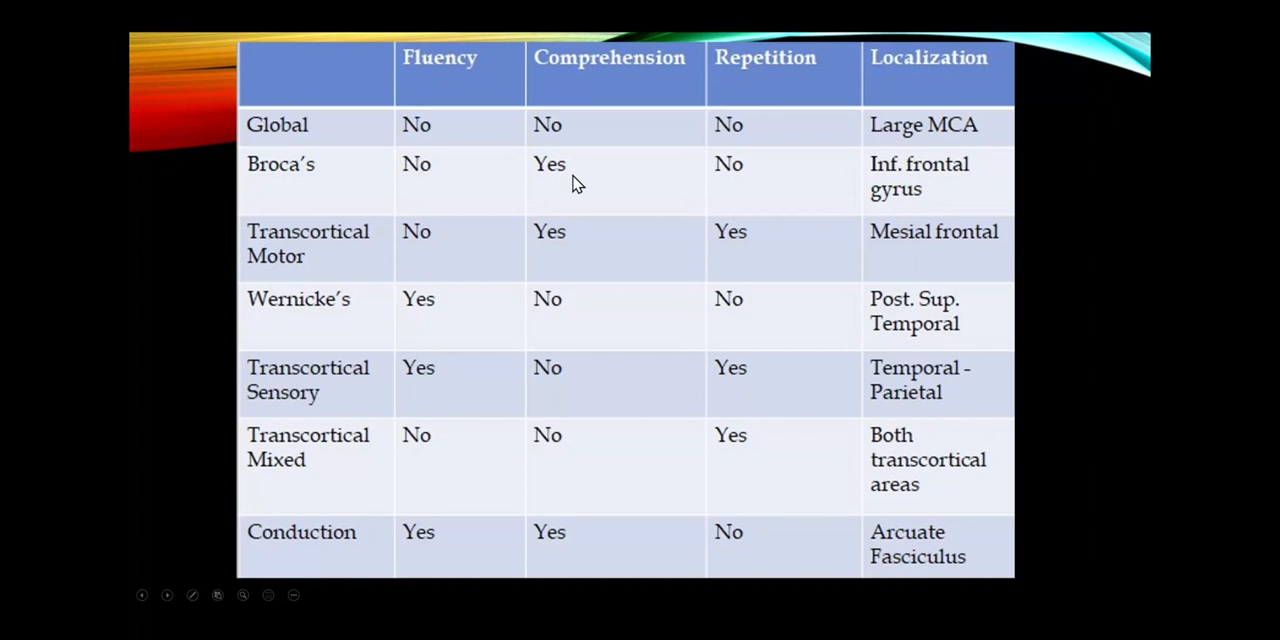 Fluency Comprehension Repetition Localization
Global No No No Large MCA
Broca's No Yes No Inf. frontal
gyrus
Transcortical No Yes Yes Mesial frontal
Motor
Wernicke's Yes No No Post. Sup.
Temporal
Transcortical Yes No Yes Temporal -
Sensory Parietal
Transcortical No No Yes Both
Mixed transcortical
areas
Conduction Yes Yes No Arcuate
Fasciculus